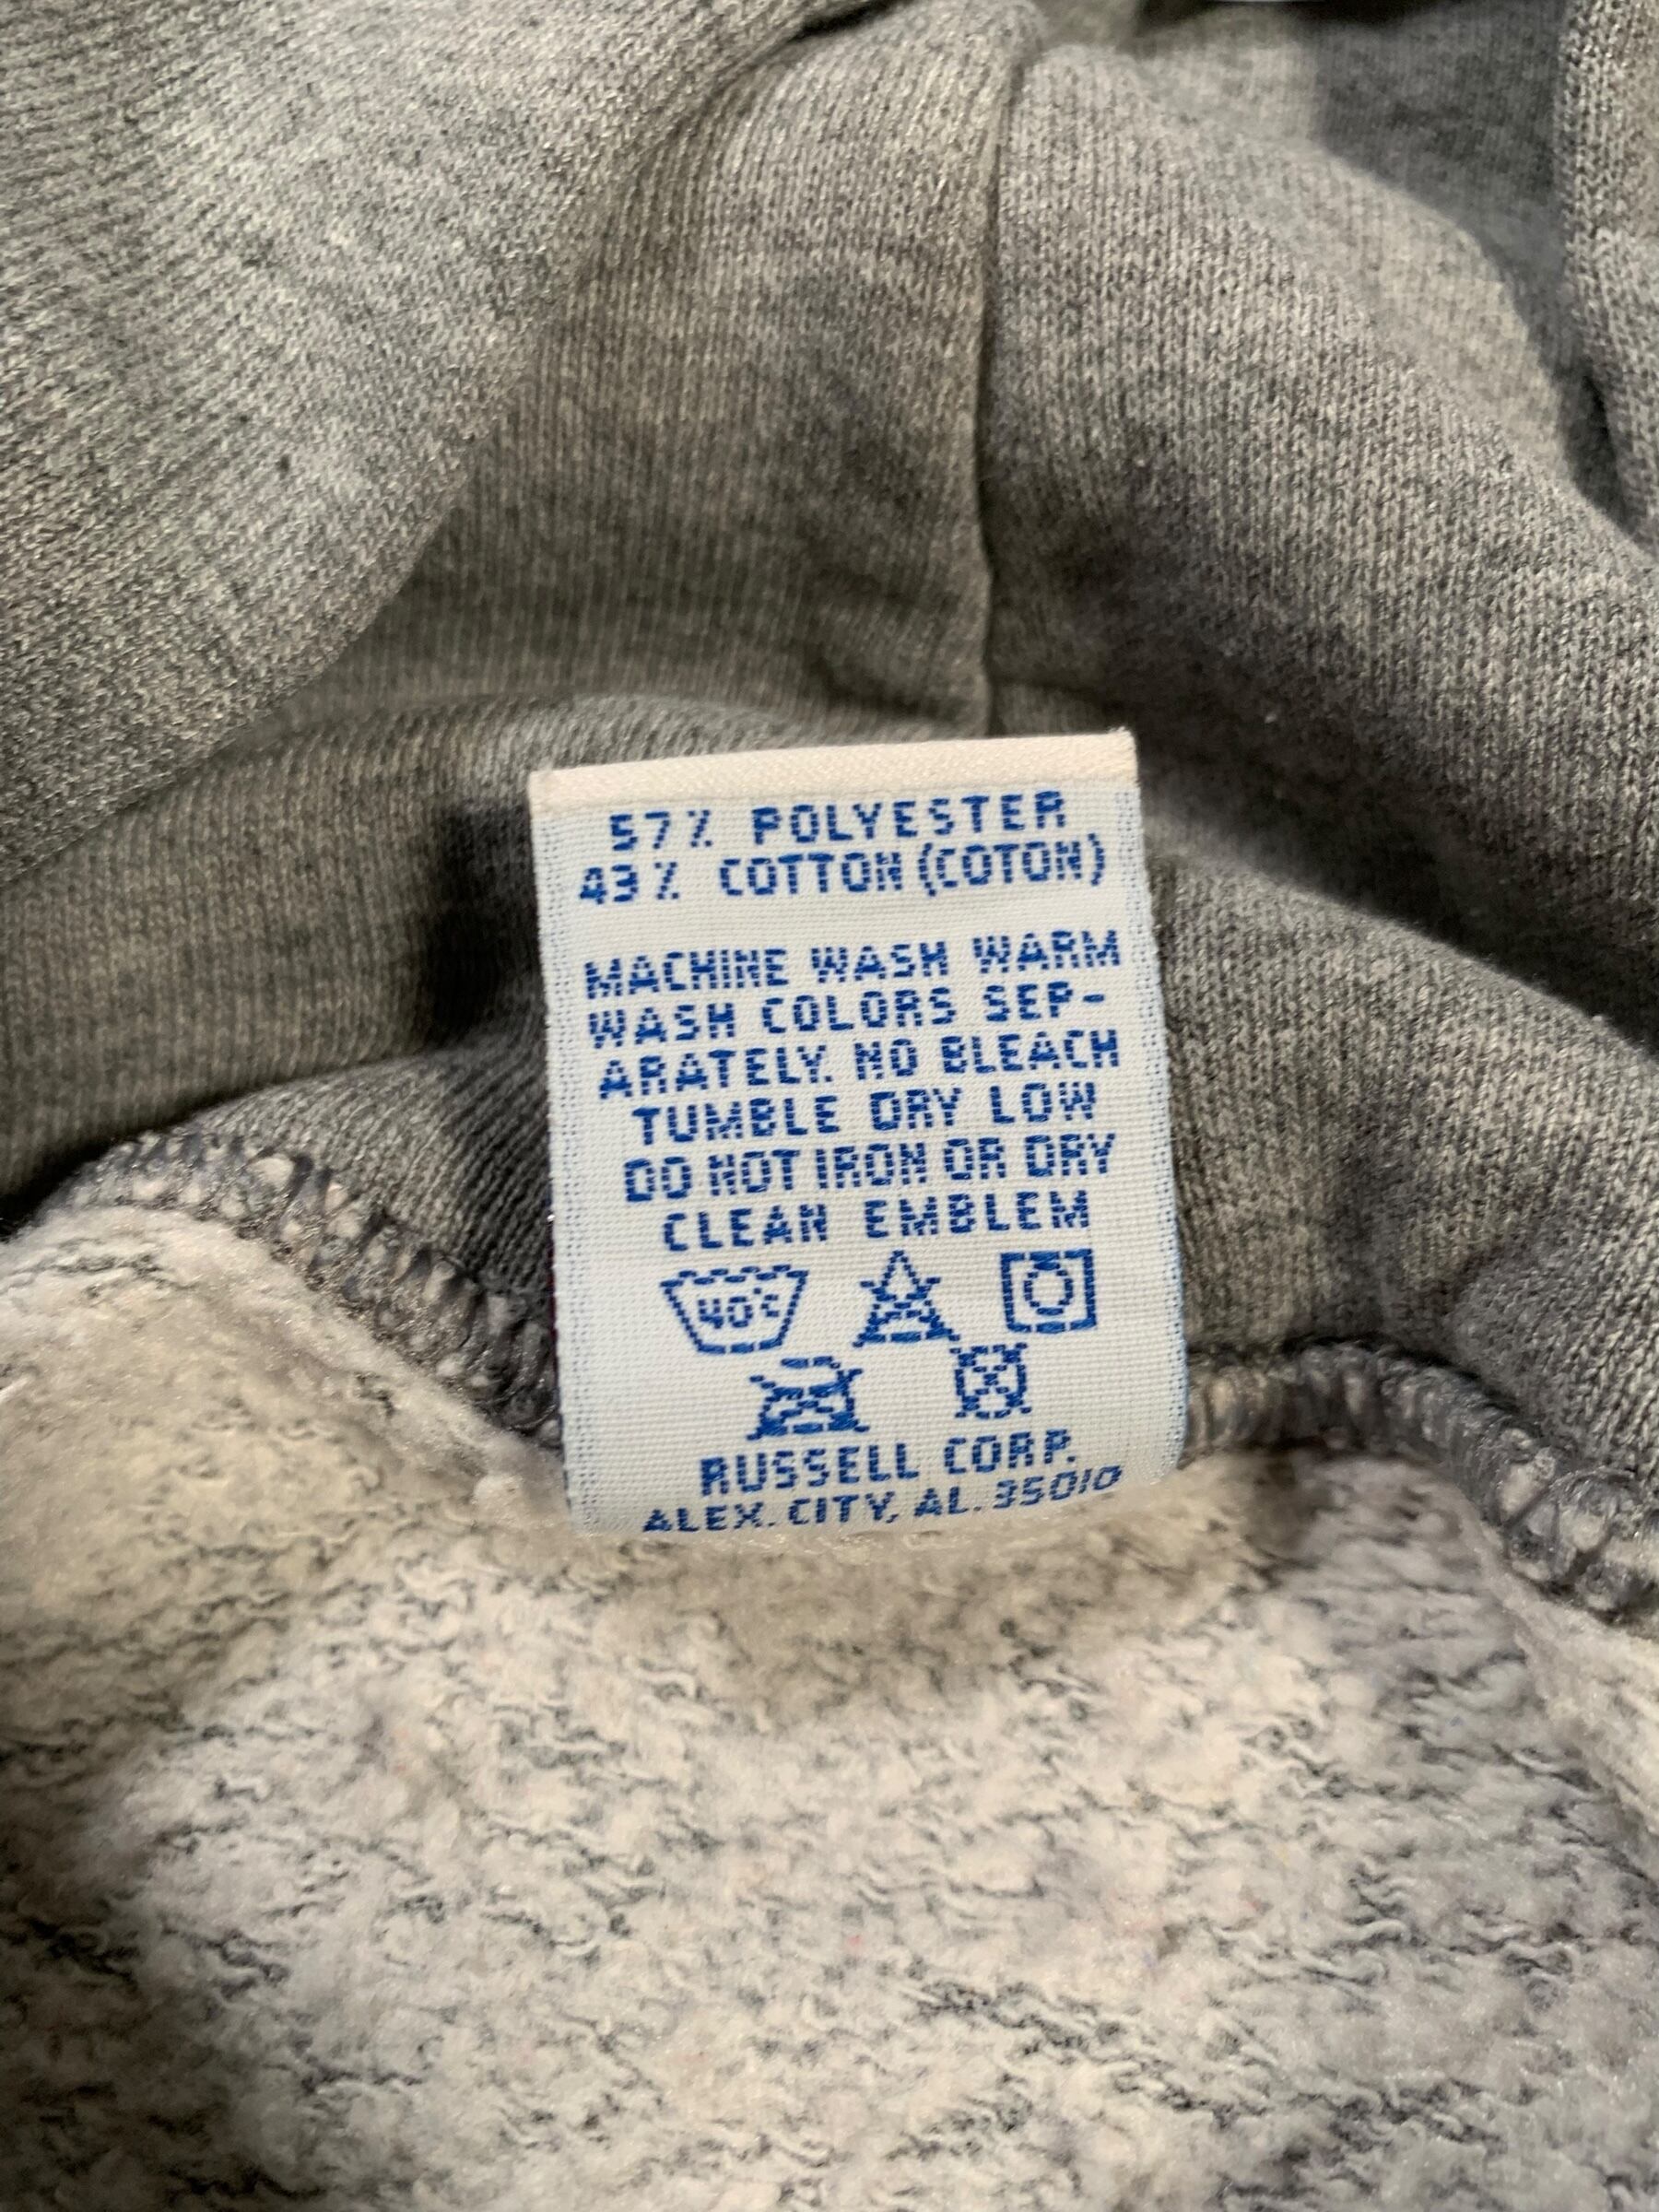 57% POLYESTER
43% COTTON (COTON)
MACHINE WASH WARM
WASH COLORS SEP-
ARATELY. NO BLEACH
TUMBLE DRY LOW
DO NOT IRON OR DRY
CLEAN EMBLEM
40°C
RUSSELL CORP.
ALEX. CITY, AL. 35010